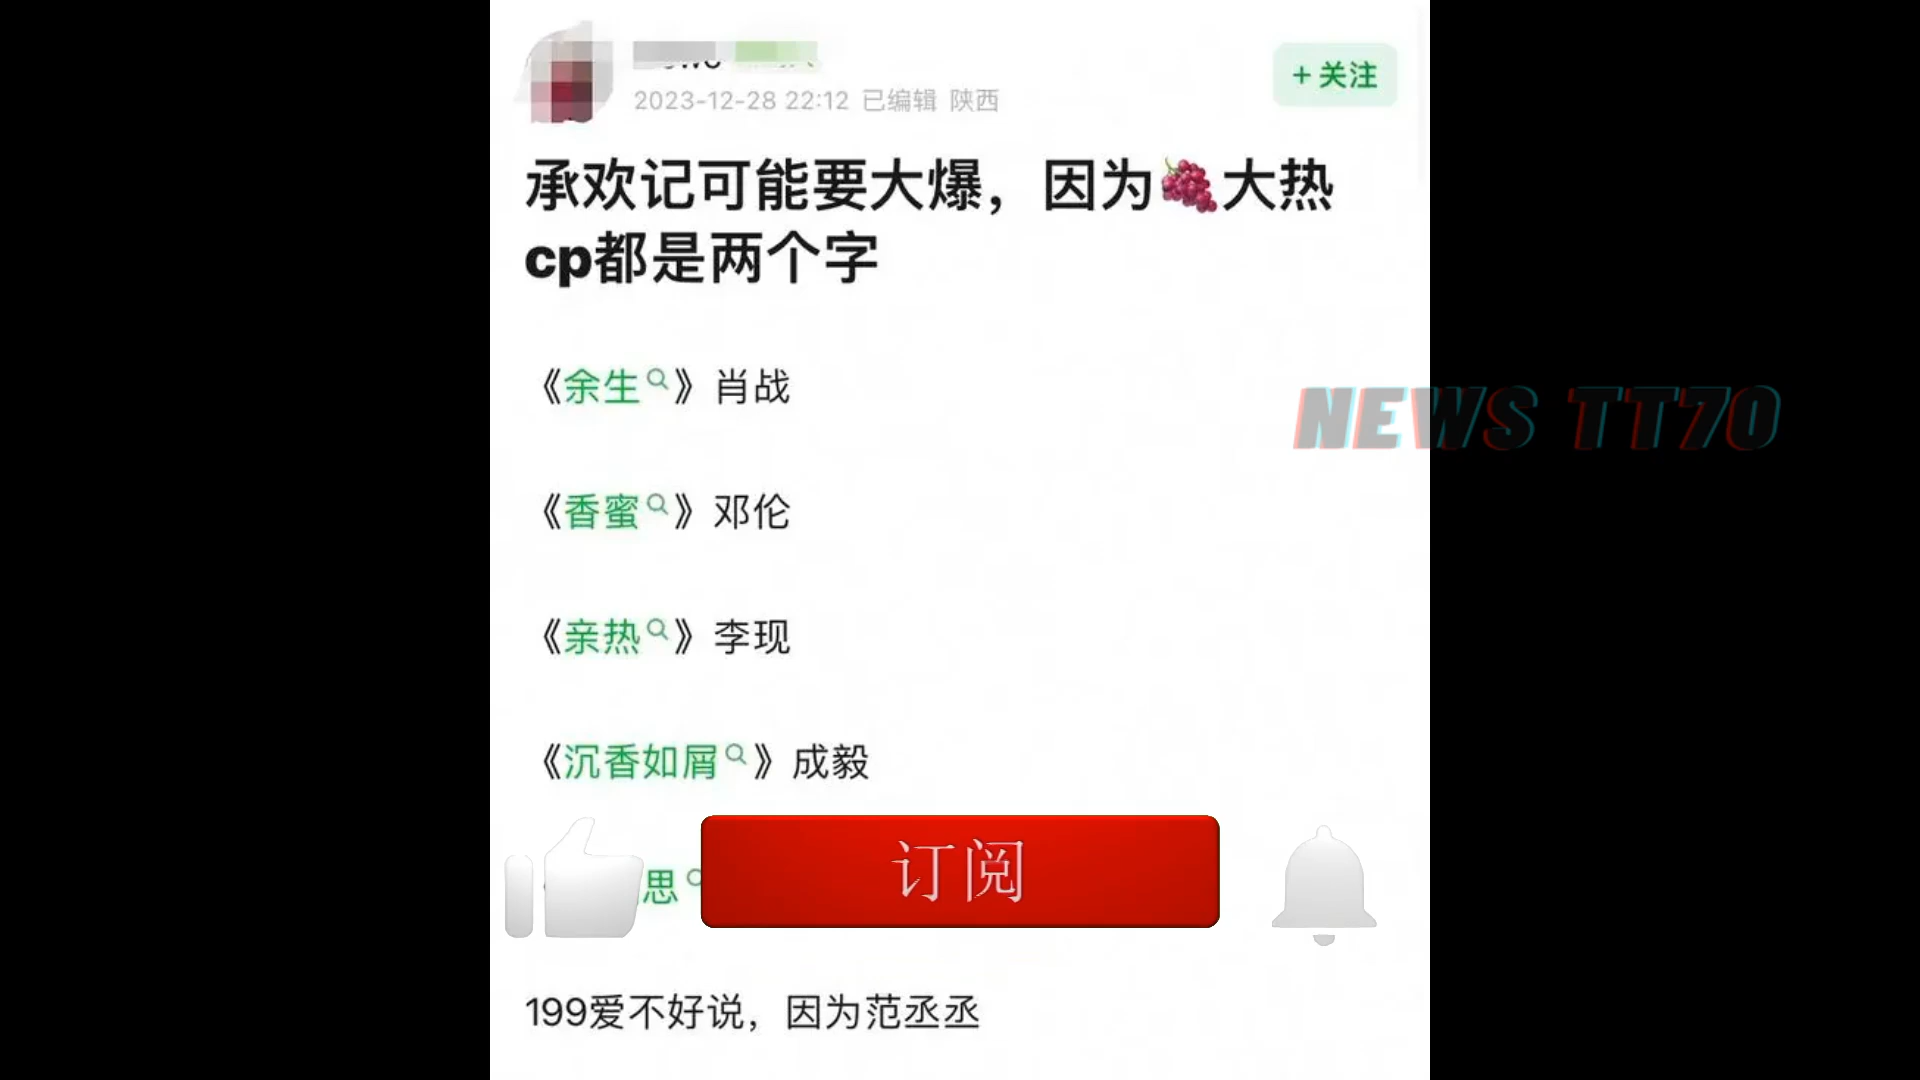 2023-12-28 22:12 已编辑 陕西
+ 关注
承欢记可能要大爆，因为🍇大热
cp都是两个字
《余生》肖战
NEWS TT70
《香蜜》邓伦
《亲热》李现
《沉香如屑》成毅
思
订阅
199爱不好说，因为范丞丞